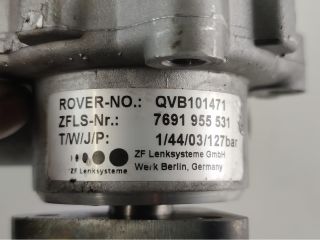 ROVER-NO.: QVB101471
ZFLS-Nr.: 7691 955 531
T/W/J/P: 1/44/03/127bar
ZF Lenksysteme GmbH
ZF Lenksysteme Werk Berlin, Germany